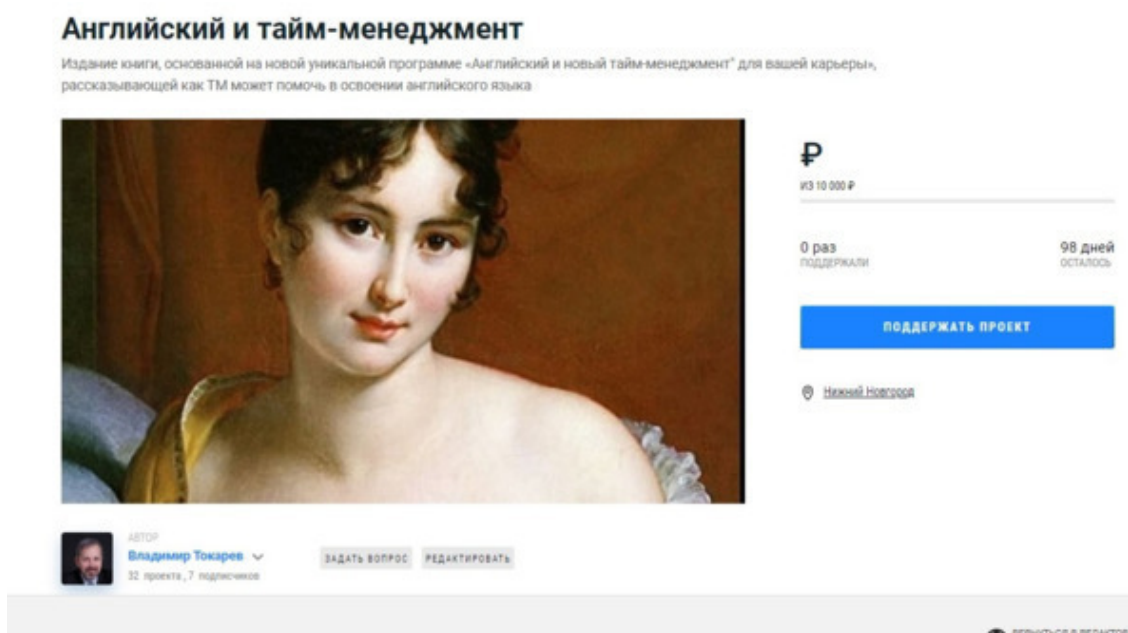 Английский и тайм-менеджмент
Издание книги, основанной на новой уникальной программе «Английский и новый тайм-менеджмент" для вашей карьеры»,
рассказывающей как ТМ может помочь в освоении английского языка
₽
ИЗ 10 000 ₽
0 раз
ПОДДЕРЖАЛИ
98 дней
ОСТАЛОСЬ
ПОДДЕРЖАТЬ ПРОЕКТ
Нижний Новгород
АВТОР
Владимир Токарев
32 проекта, 7 подписчиков
ЗАДАТЬ ВОПРОС
РЕДАКТИРОВАТЬ